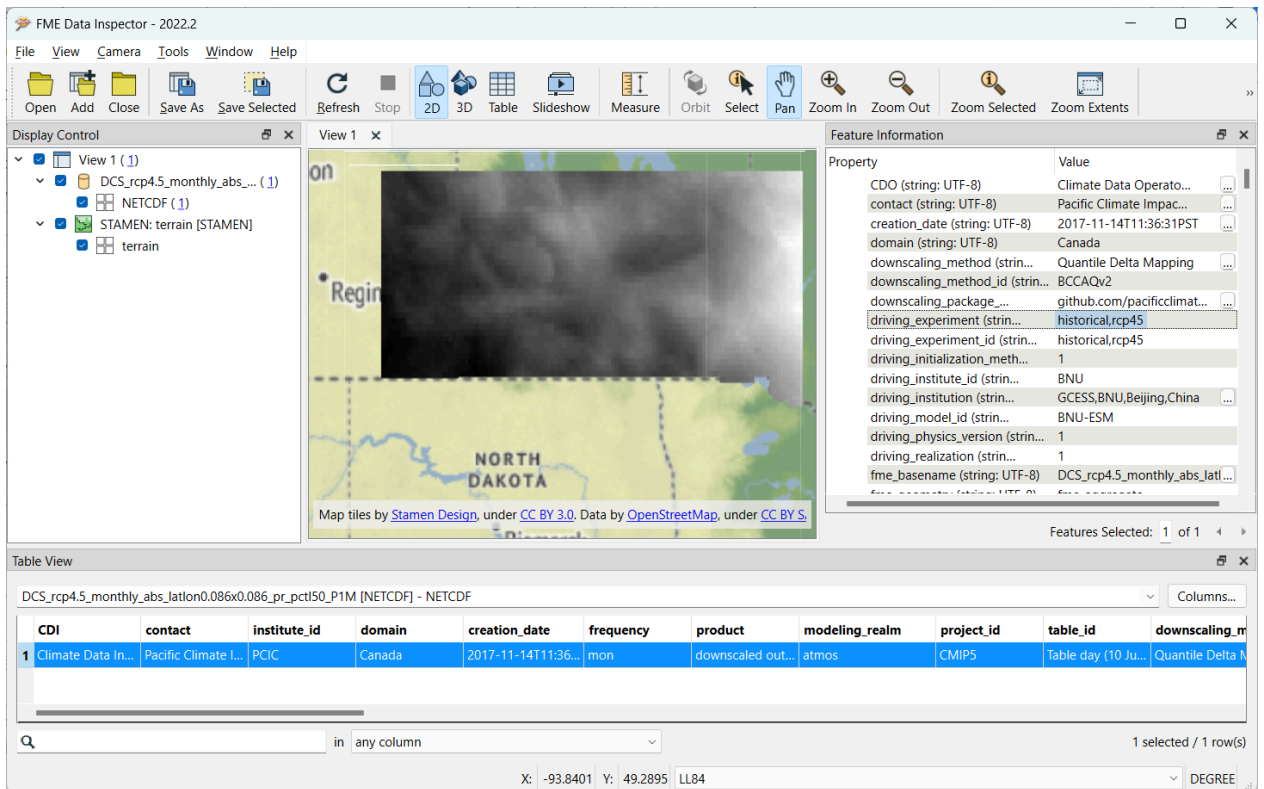 FME Data Inspector - 2022.2
File View Camera Tools Window Help
Open Add Close Save As Save Selected Refresh Stop 2D 3D Table Slideshow Measure Orbit Select Pan Zoom In Zoom Out Zoom Selected Zoom Extents
Display Control
View 1 (1)
DCS_rcp4.5_monthly_abs_... (1)
NETCDF (1)
STAMEN: terrain [STAMEN]
terrain
View 1
on
Regin
NORTH
DAKOTA
Map tiles by Stamen Design, under CC BY 3.0. Data by OpenStreetMap, under CC BY S
Feature Information
Property Value
CDO (string: UTF-8) Climate Data Operato... ...
contact (string: UTF-8) Pacific Climate Impac... ...
creation_date (string: UTF-8) 2017-11-14T11:36:31PST ...
domain (string: UTF-8) Canada
downscaling_method (strin... Quantile Delta Mapping ...
downscaling_method_id (strin... BCCAQv2
downscaling_package_... github.com/pacificclimat... ...
driving_experiment (strin... historical,rcp45
driving_experiment_id (strin... historical,rcp45
driving_initialization_meth... 1
driving_institute_id (strin... BNU
driving_institution (strin... GCESS,BNU,Beijing,China ...
driving_model_id (strin... BNU-ESM
driving_physics_version (strin... 1
driving_realization (strin... 1
fme_basename (string: UTF-8) DCS_rcp4.5_monthly_abs_latl...
Features Selected: 1 of 1
Table View
DCS_rcp4.5_monthly_abs_latlon0.086x0.086_pr_pctl50_P1M [NETCDF] - NETCDF Columns...
CDI contact institute_id domain creation_date frequency product modeling_realm project_id table_id downscaling_m
1 Climate Data In... Pacific Climate I... PCIC Canada 2017-11-14T11:36... mon downscaled out... atmos CMIP5 Table day (10 Ju... Quantile Delta
in any column 1 selected / 1 row(s)
X: -93.8401 Y: 49.2895 LL84 DEGREE